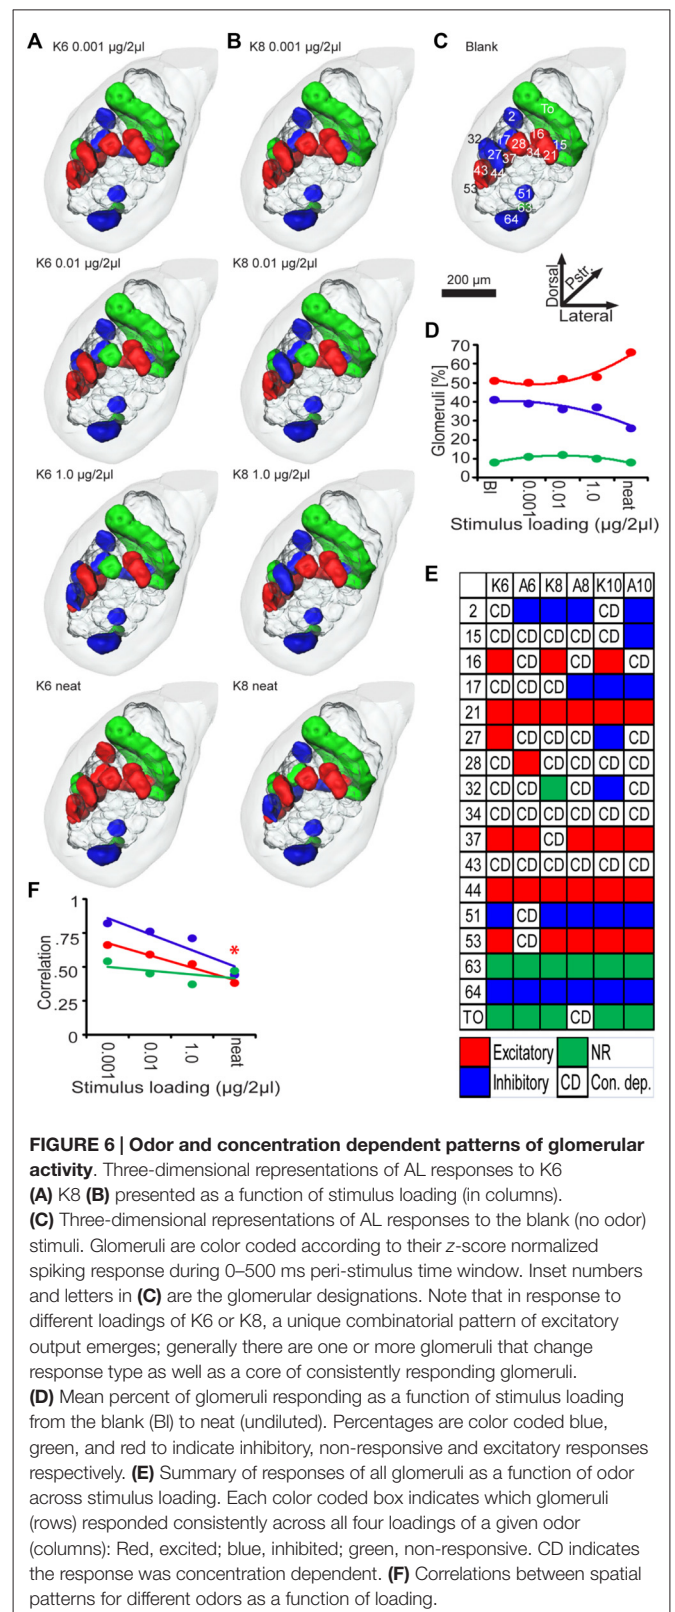 A K6 0.001 µg/2µl
B K8 0.001 µg/2µl
C Blank
To
2
32
17
16
15
28
27
37
34
21
43
44
53
51
63
64
K6 0.01 µg/2µl
K8 0.01 µg/2µl
200 µm
Dorsal
Pstr.
Lateral
D
Glomeruli [%]
70
60
50
40
30
20
10
0
Bl
0.001
0.01
1.0
neat
Stimulus loading (µg/2µl)
K6 1.0 µg/2µl
K8 1.0 µg/2µl
K6 neat
K8 neat
E
K6 A6 K8 A8 K10 A10
2 CD CD
15 CD CD CD CD CD
16 CD CD CD
17 CD CD CD
21
27 CD CD CD CD
28 CD CD CD CD CD
32 CD CD CD CD
34 CD CD CD CD CD CD
37 CD
43 CD CD CD CD CD CD
44
51 CD
53 CD
63
64
TO CD
Excitatory NR
Inhibitory CD Con. dep.
F
Correlation
1
.75
.50
.25
0
*
0.001
0.01
1.0
neat
Stimulus loading (µg/2µl)
FIGURE 6 | Odor and concentration dependent patterns of glomerular
activity. Three-dimensional representations of AL responses to K6
(A) K8 (B) presented as a function of stimulus loading (in columns).
(C) Three-dimensional representations of AL responses to the blank (no odor)
stimuli. Glomeruli are color coded according to their z-score normalized
spiking response during 0–500 ms peri-stimulus time window. Inset numbers
and letters in (C) are the glomerular designations. Note that in response to
different loadings of K6 or K8, a unique combinatorial pattern of excitatory
output emerges; generally there are one or more glomeruli that change
response type as well as a core of consistently responding glomeruli.
(D) Mean percent of glomeruli responding as a function of stimulus loading
from the blank (Bl) to neat (undiluted). Percentages are color coded blue,
green, and red to indicate inhibitory, non-responsive and excitatory responses
respectively. (E) Summary of responses of all glomeruli as a function of odor
across stimulus loading. Each color coded box indicates which glomeruli
(rows) responded consistently across all four loadings of a given odor
(columns): Red, excited; blue, inhibited; green, non-responsive. CD indicates
the response was concentration dependent. (F) Correlations between spatial
patterns for different odors as a function of loading.